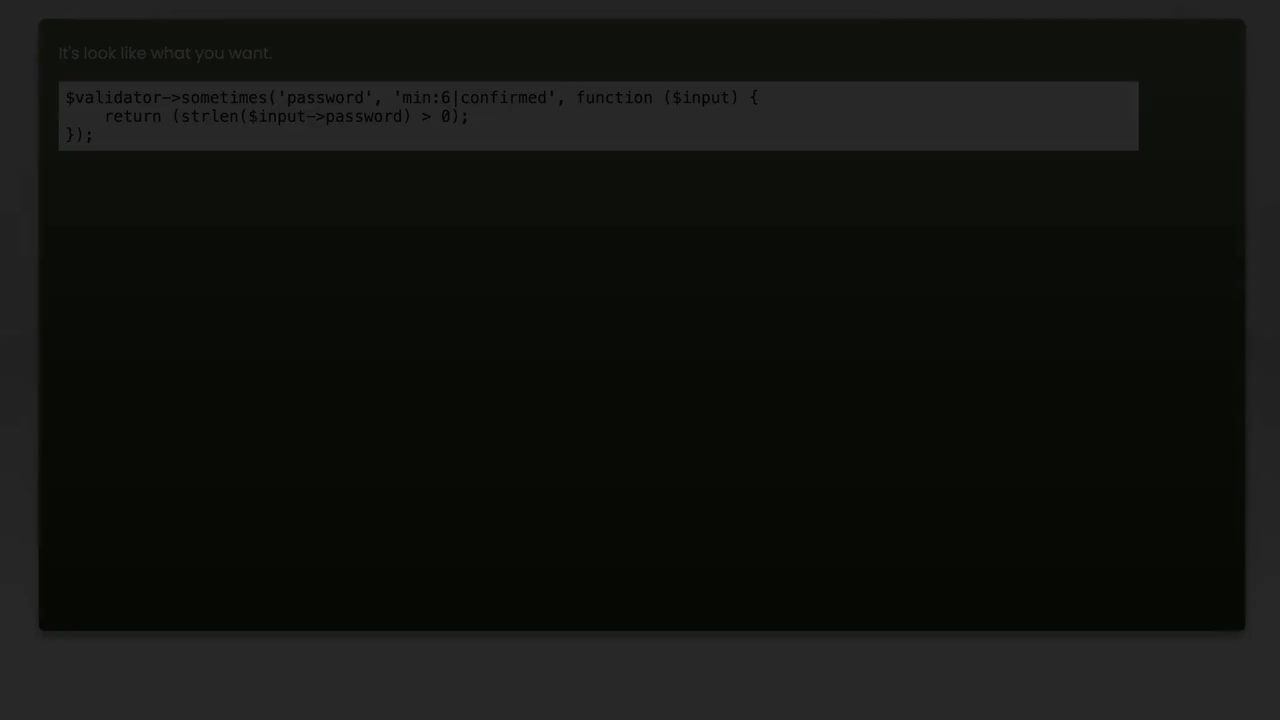 It's look like what you want.
$validator->sometimes('password', 'min:6|confirmed', function ($input) {
    return (strlen($input->password) > 0);
});